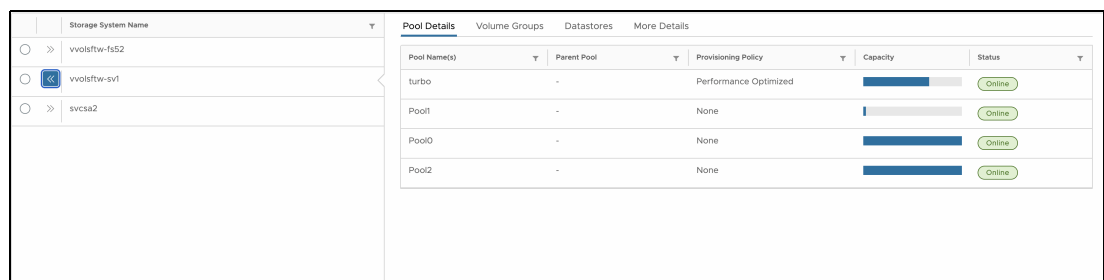 Storage System Name
vvolsftw-fs52
vvolsftw-sv1
svcsa2
Pool Details Volume Groups Datastores More Details
Pool Name(s) Parent Pool Provisioning Policy Capacity Status
turbo - Performance Optimized Online
Pool1 - None Online
Pool0 - None Online
Pool2 - None Online